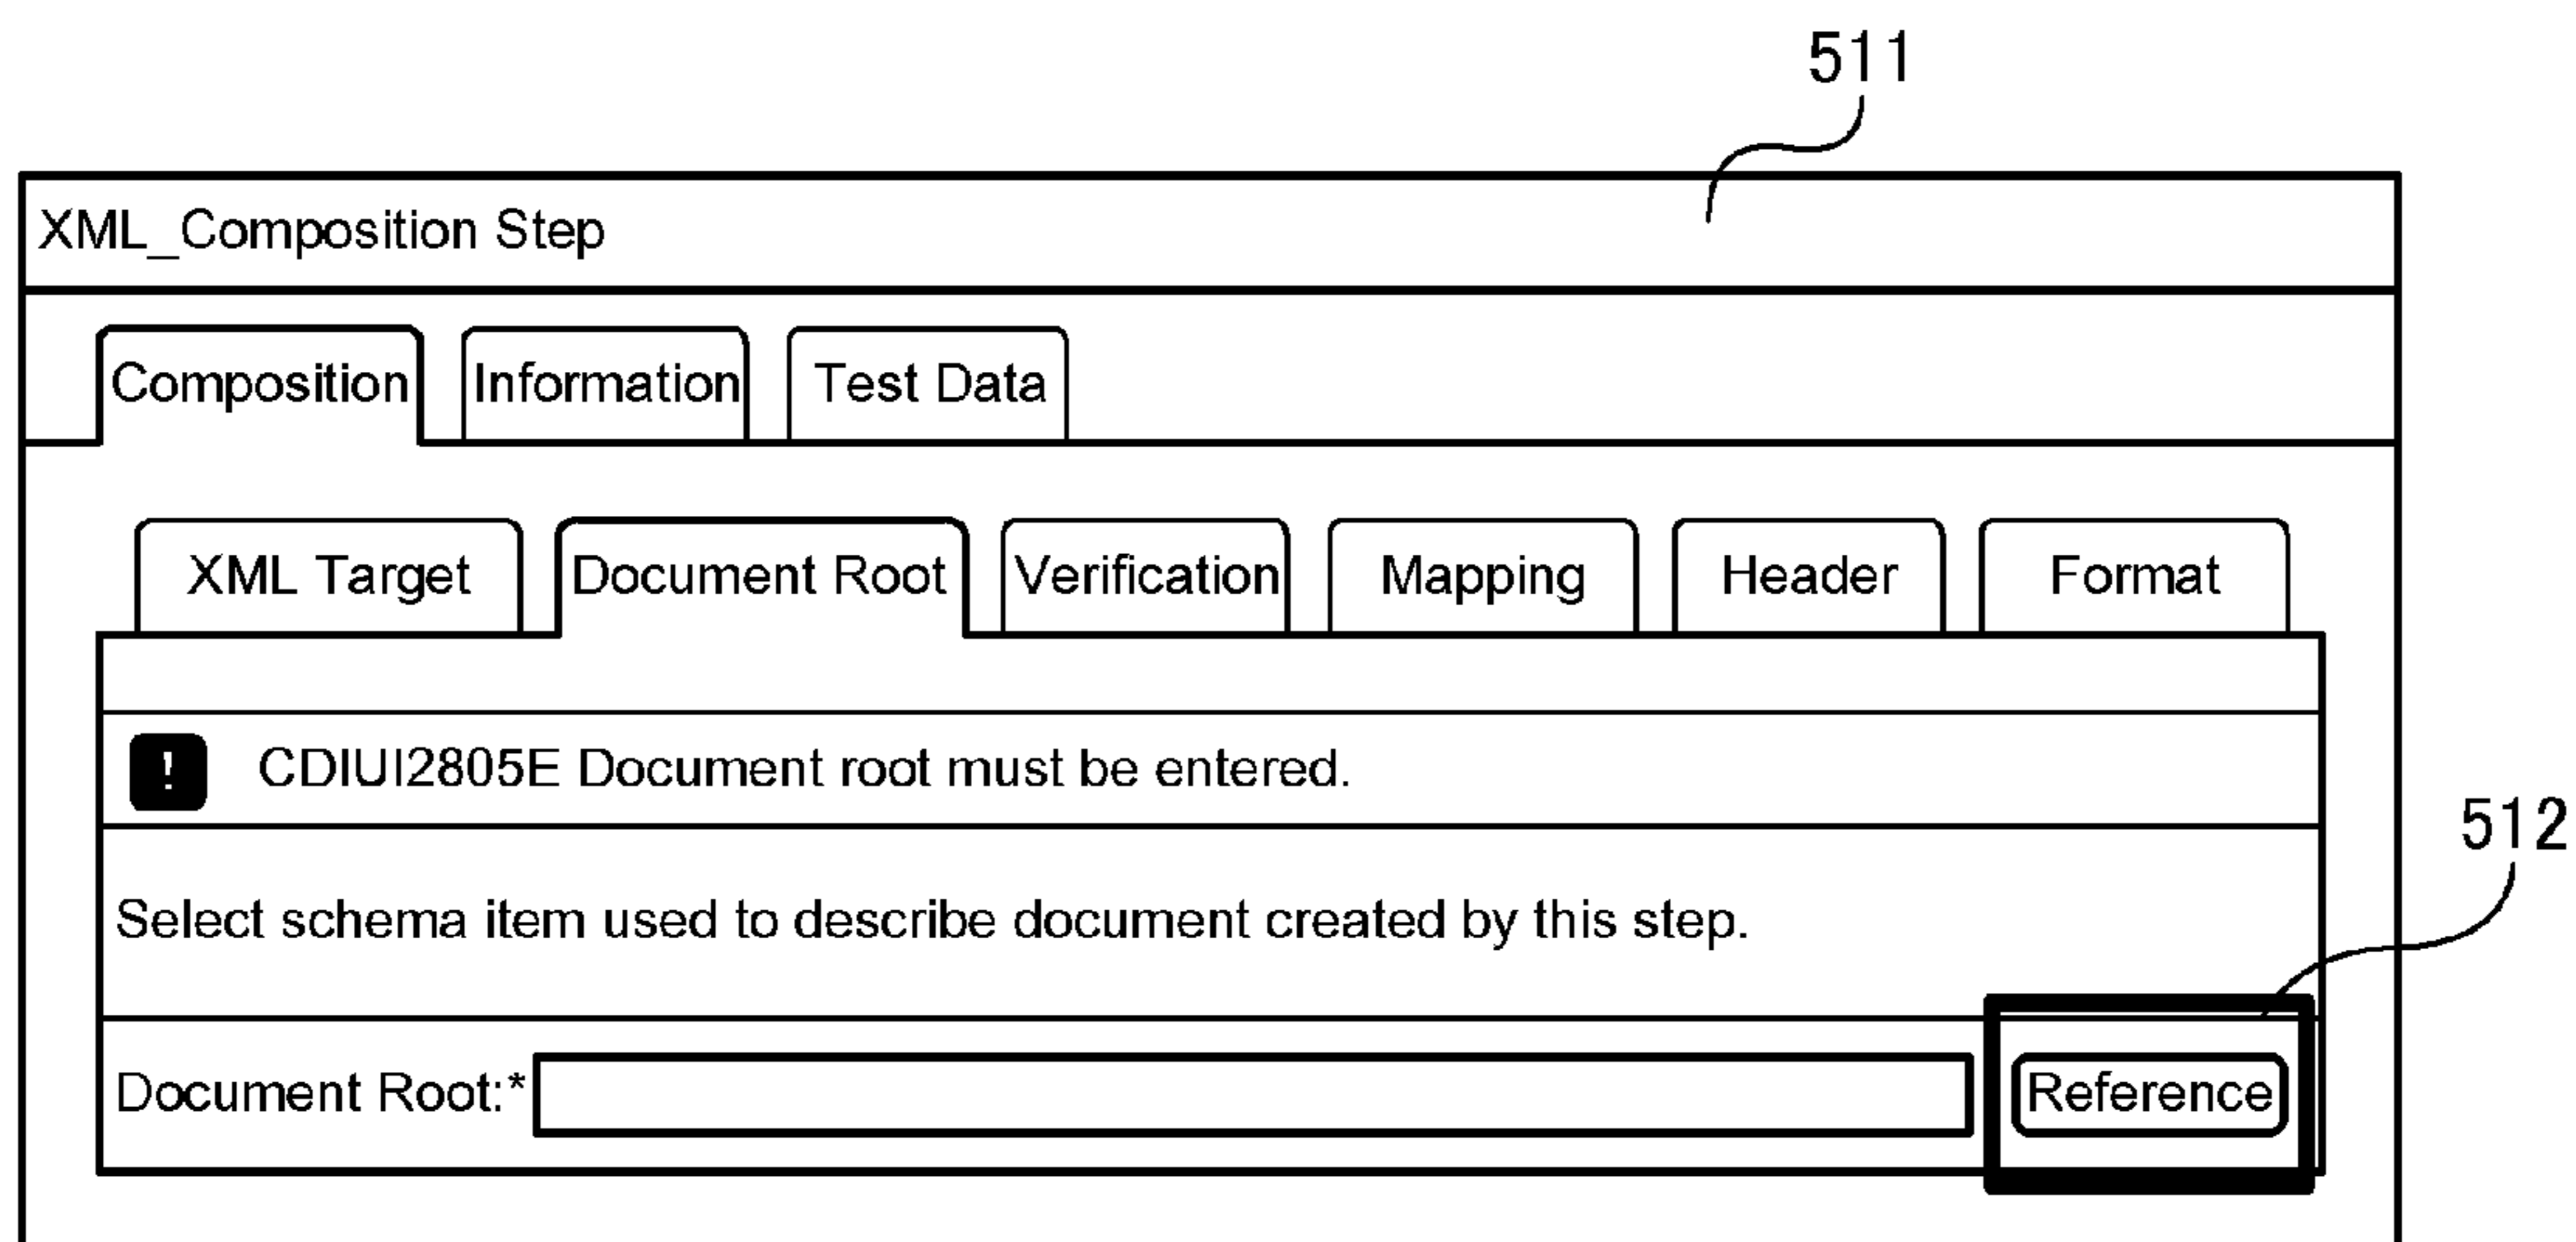 511
XML_Composition Step
Composition Information Test Data
XML Target Document Root Verification Mapping Header Format
! CDIUI2805E Document root must be entered.
512
Select schema item used to describe document created by this step.
Document Root:* Reference